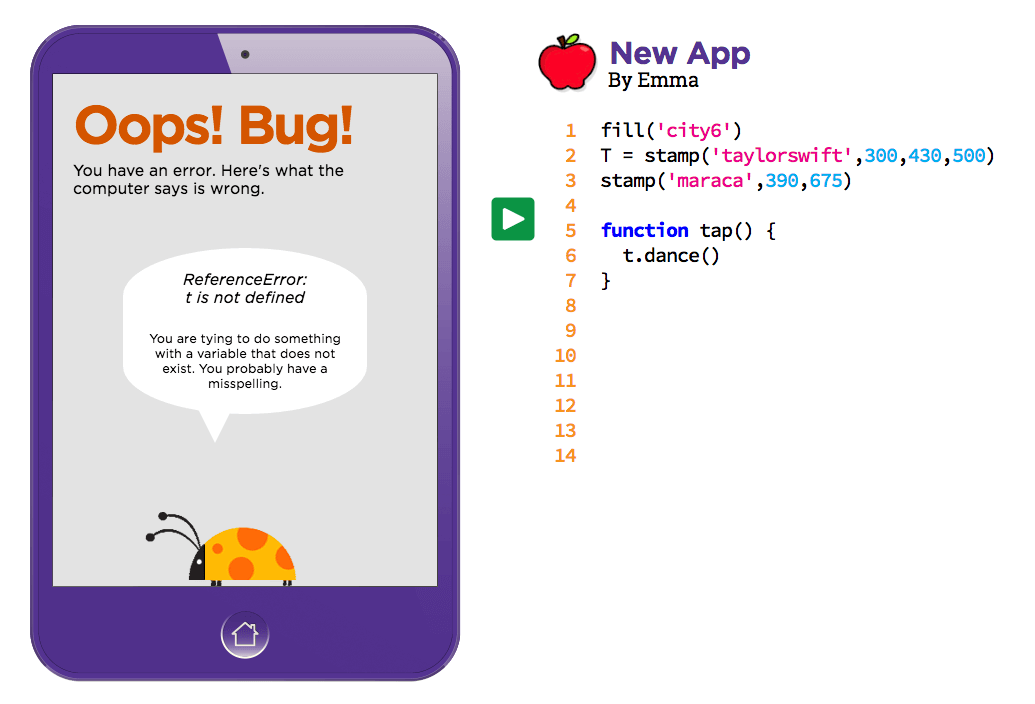 Oops! Bug!
You have an error. Here's what the
computer says is wrong.
ReferenceError:
t is not defined
You are tying to do something
with a variable that does not
exist. You probably have a
misspelling.
New App
By Emma
1 fill('city6')
2 T = stamp('taylorswift',300,430,500)
3 stamp('maraca',390,675)
4
5 function tap() {
6   t.dance()
7 }
8
9
10
11
12
13
14